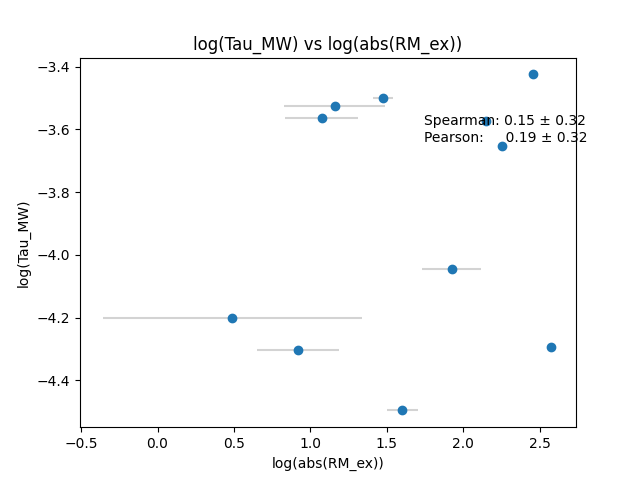 log(Tau_MW) vs log(abs(RM_ex))
−3.4
−3.6
−3.8
−4.0
−4.2
−4.4
log(Tau_MW)
Spearman: 0.15 ± 0.32
Pearson: 0.19 ± 0.32
−0.5 0.0 0.5 1.0 1.5 2.0 2.5
log(abs(RM_ex))